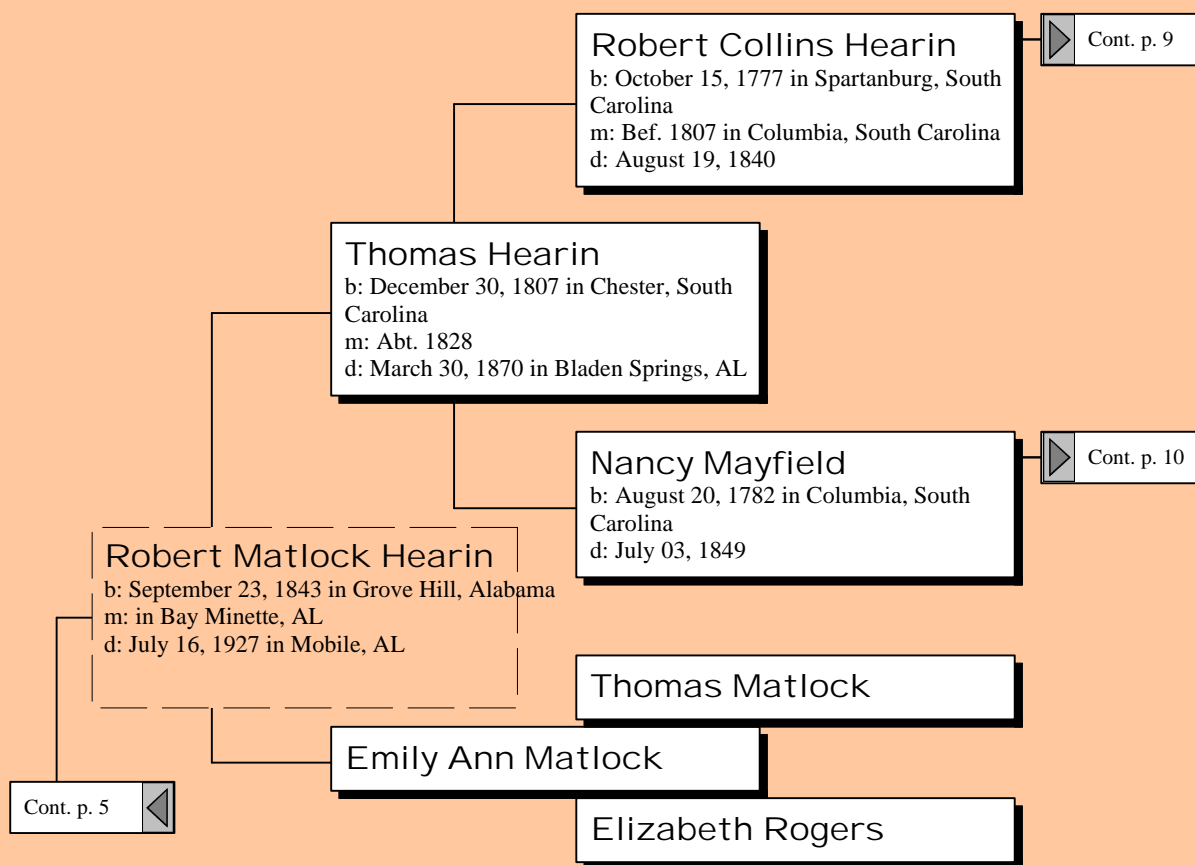 Robert Collins Hearin
b: October 15, 1777 in Spartanburg, South
Carolina
m: Bef. 1807 in Columbia, South Carolina
d: August 19, 1840
Cont. p. 9
Thomas Hearin
b: December 30, 1807 in Chester, South
Carolina
m: Abt. 1828
d: March 30, 1870 in Bladen Springs, AL
Nancy Mayfield
b: August 20, 1782 in Columbia, South
Carolina
d: July 03, 1849
Cont. p. 10
Robert Matlock Hearin
b: September 23, 1843 in Grove Hill, Alabama
m: in Bay Minette, AL
d: July 16, 1927 in Mobile, AL
Thomas Matlock
Emily Ann Matlock
Cont. p. 5
Elizabeth Rogers